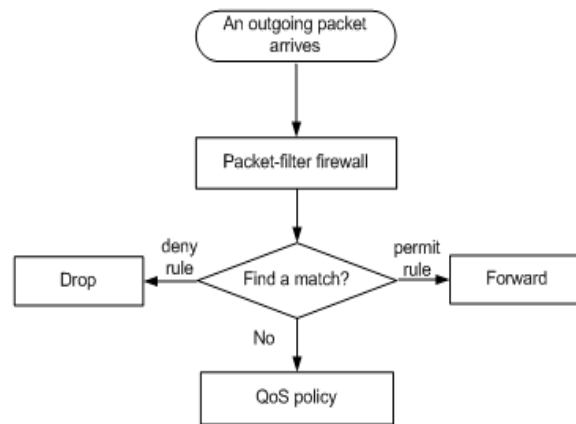 An outgoing packet
arrives
Packet-filter firewall
deny
rule
Find a match?
permit
rule
Drop
Forward
No
QoS policy